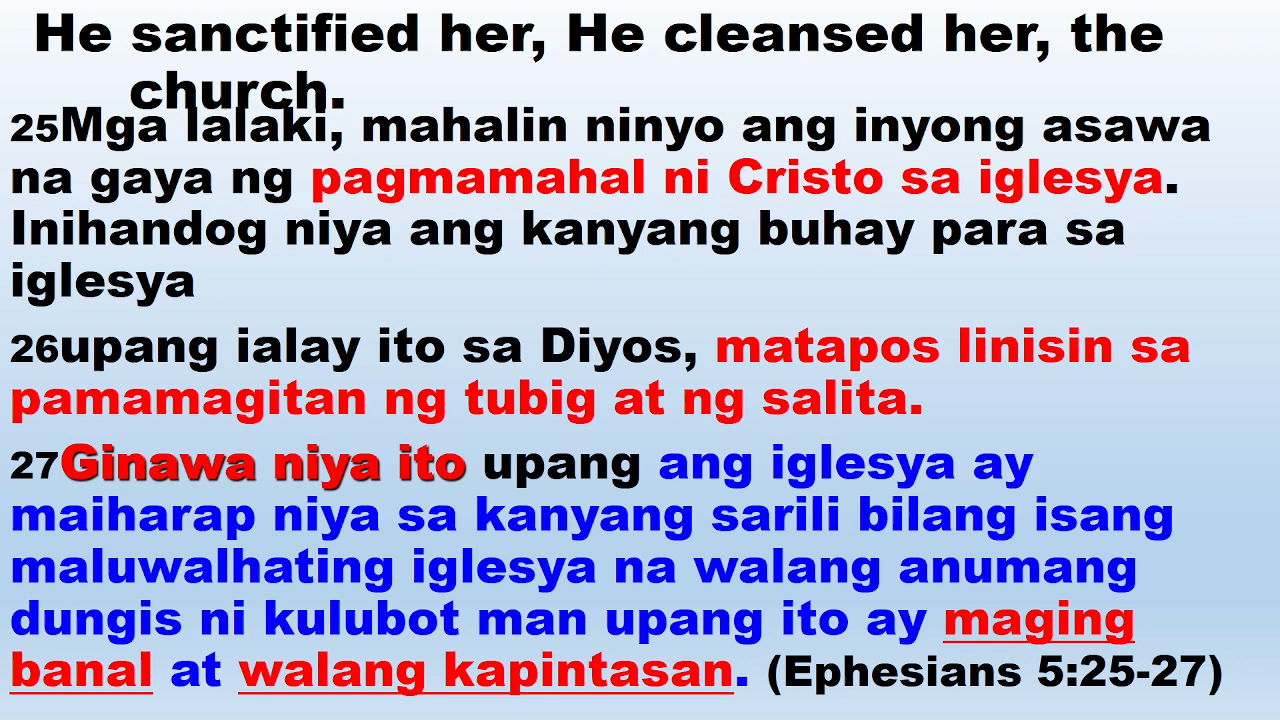 He sanctified her, He cleansed her, the
church.
25Mga lalaki, mahalin ninyo ang inyong asawa
na gaya ng pagmamahal ni Cristo sa iglesya.
Inihandog niya ang kanyang buhay para sa
iglesya
26upang ialay ito sa Diyos, matapos linisin sa
pamamagitan ng tubig at ng salita.
27Ginawa niya ito upang ang iglesya ay
maiharap niya sa kanyang sarili bilang isang
maluwalhating iglesya na walang anumang
dungis ni kulubot man upang ito ay maging
banal at walang kapintasan. (Ephesians 5:25-27)